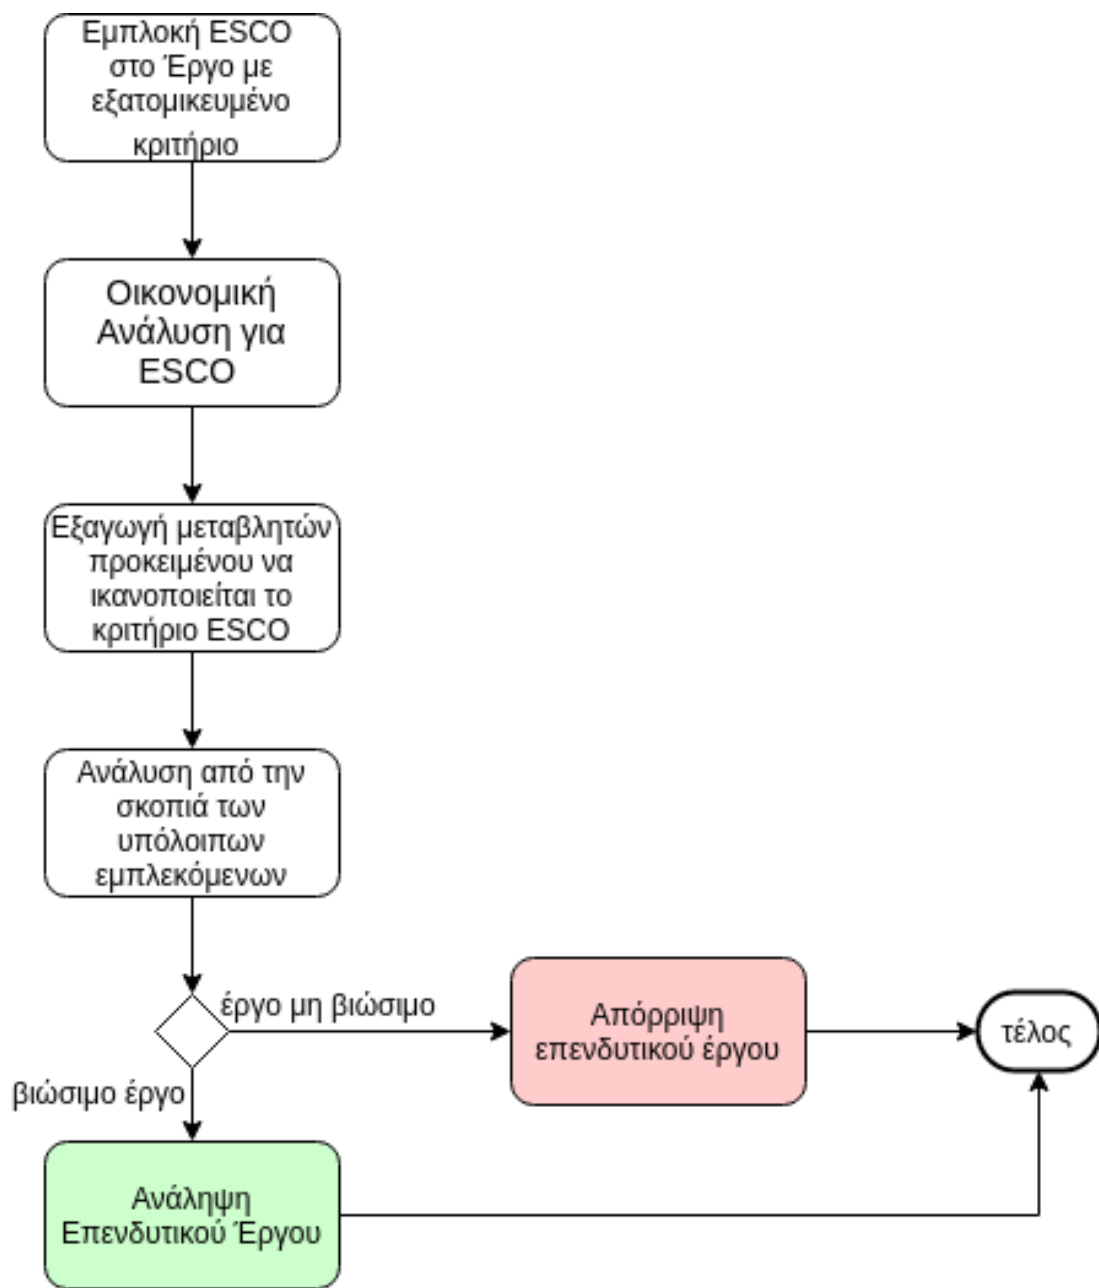 Εμπλοκή ESCO
στο Έργο με
εξατομικευμένο
κριτήριο
Οικονομική
Ανάλυση για
ESCO
Εξαγωγή μεταβλητών
προκειμένου να
ικανοποιείται το
κριτήριο ESCO
Ανάλυση από την
σκοπιά των
υπόλοιπων
εμπλεκόμενων
έργο μη βιώσιμο
Απόρριψη
επενδυτικού έργου
τέλος
βιώσιμο έργο
Ανάληψη
Επενδυτικού Έργου